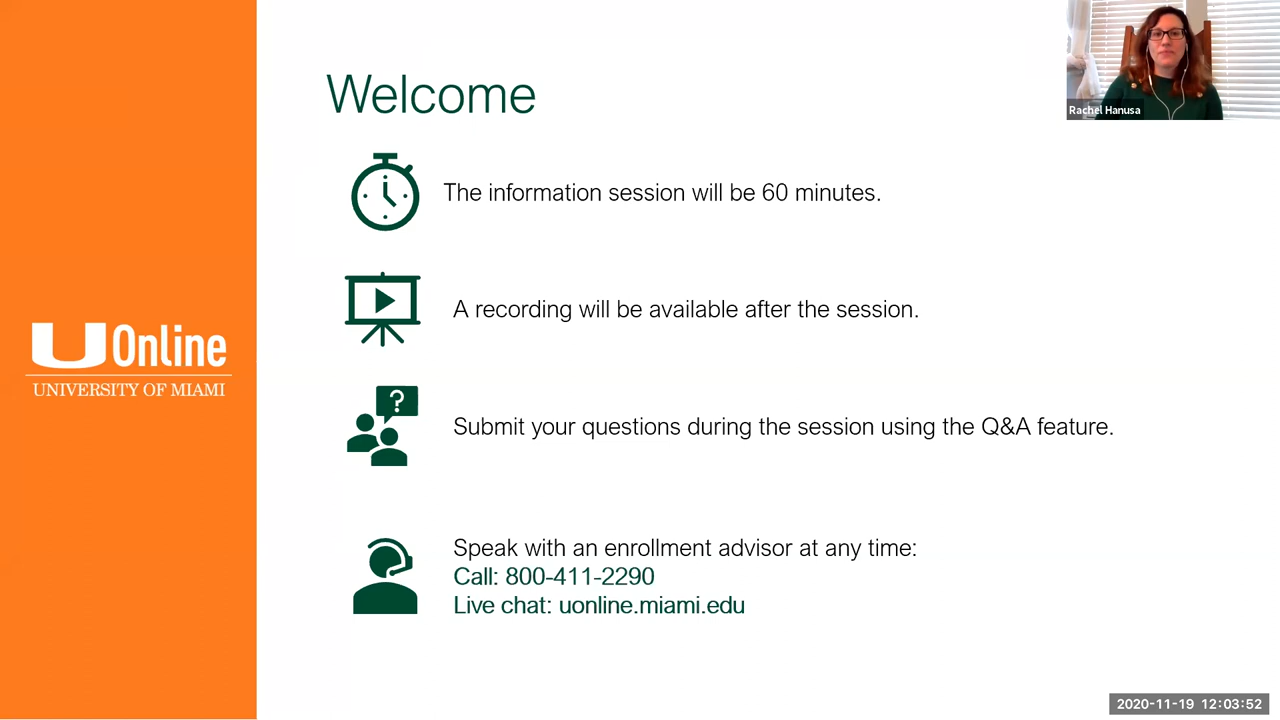 Welcome
Rachel Hanusa
The information session will be 60 minutes.
A recording will be available after the session.
U Online
UNIVERSITY OF MIAMI
?
Submit your questions during the session using the Q&A feature.
Speak with an enrollment advisor at any time:
Call: 800-411-2290
Live chat: uonline.miami.edu
2020-11-19 12:03:52